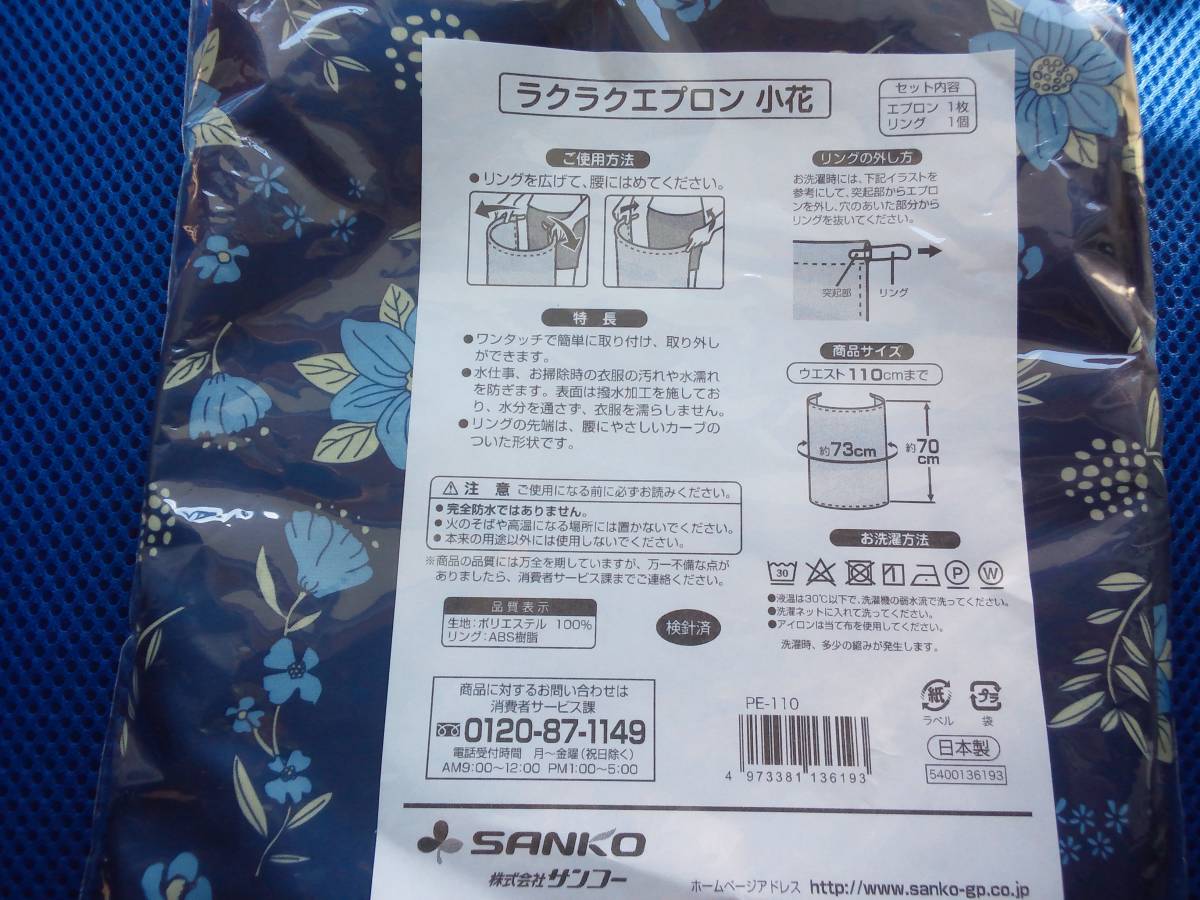 ラクラクエプロン 小花
セット内容
エプロン 1枚
リング 1個
ご使用方法
●リングを広げて、腰にはめてください。
特 長
●ワンタッチで簡単に取り付け、取り外し
ができます。
●水仕事、お掃除時の衣服の汚れや水濡れ
を防ぎます。表面は撥水加工を施してお
り、水分を通さず、衣服を濡らしません。
●リングの先端は、腰にやさしいカーブの
ついた形状です。
注 意 ご使用になる前に必ずお読みください。
●完全防水ではありません。
●火のそばや高温になる場所には置かないでください。
●本来の用途以外には使用しないでください。
※商品の品質には万全を期していますが、万一不備な点が
ありましたら、消費者サービス課までご連絡ください。
品質表示
生地:ポリエステル 100%
リング:ABS樹脂
検針済
リングの外し方
お洗濯時には、下記イラストを
参考にして、突起部からエプロ
ンを外し、穴のあいた部分から
リングを抜いてください。
突起部 リング
商品サイズ
ウエスト110cmまで
約73cm
約70
cm
お洗濯方法
30 1 P W
●液温は30℃以下で、洗濯機の弱水流で洗ってください。
●洗濯ネットに入れて洗ってください。
●アイロンは当て布を使用してください。
洗濯時、多少の縮みが発生します。
商品に対するお問い合わせは
消費者サービス課
0120-87-1149
電話受付時間 月~金曜(祝日除く)
AM9:00~12:00 PM1:00~5:00
PE-110
4 973381 136193
紙 プラ
ラベル 袋
日本製
5400136193
SANKO
株式会社サンコー
ホームページアドレス http://www.sanko-gp.co.jp